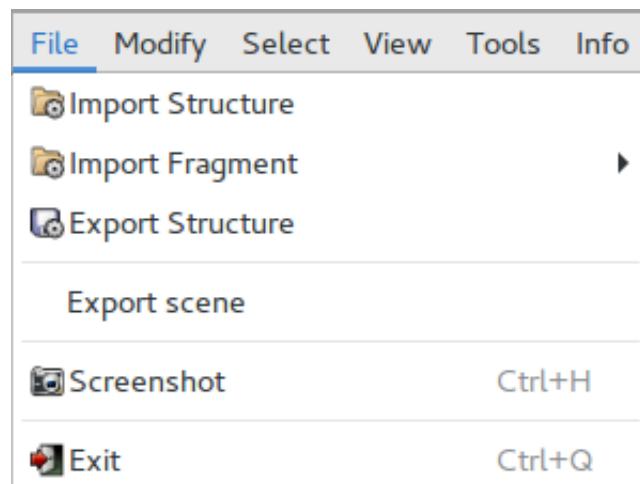 File Modify Select View Tools Info
Import Structure
Import Fragment
Export Structure
Export scene
Screenshot Ctrl+H
Exit Ctrl+Q